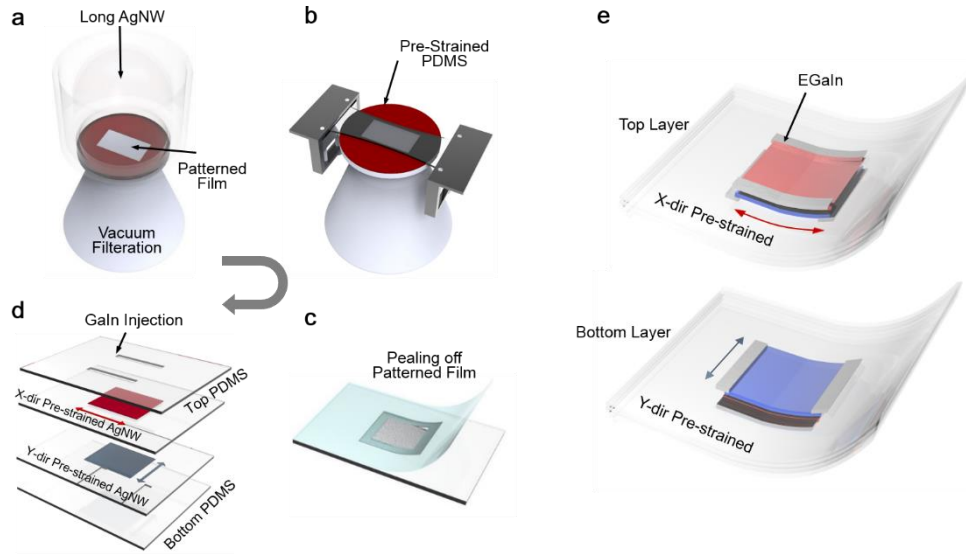 a
Long AgNW
Patterned
Film
Vacuum
Filteration
b
Pre-Strained
PDMS
c
Pealing off
Patterned Film
d
GaIn Injection
Top PDMS
X-dir Pre-strained AgNW
Y-dir Pre-strained AgNW
Bottom PDMS
e
EGaIn
Top Layer
X-dir Pre-strained
Bottom Layer
Y-dir Pre-strained